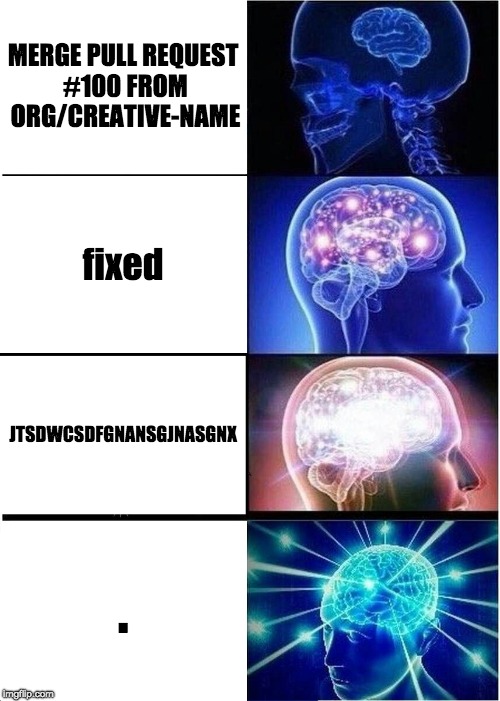 MERGE PULL REQUEST
#100 FROM
ORG/CREATIVE-NAME
fixed
JTSDWCSDFGNANSGJNASGNX
.
imgflip.com